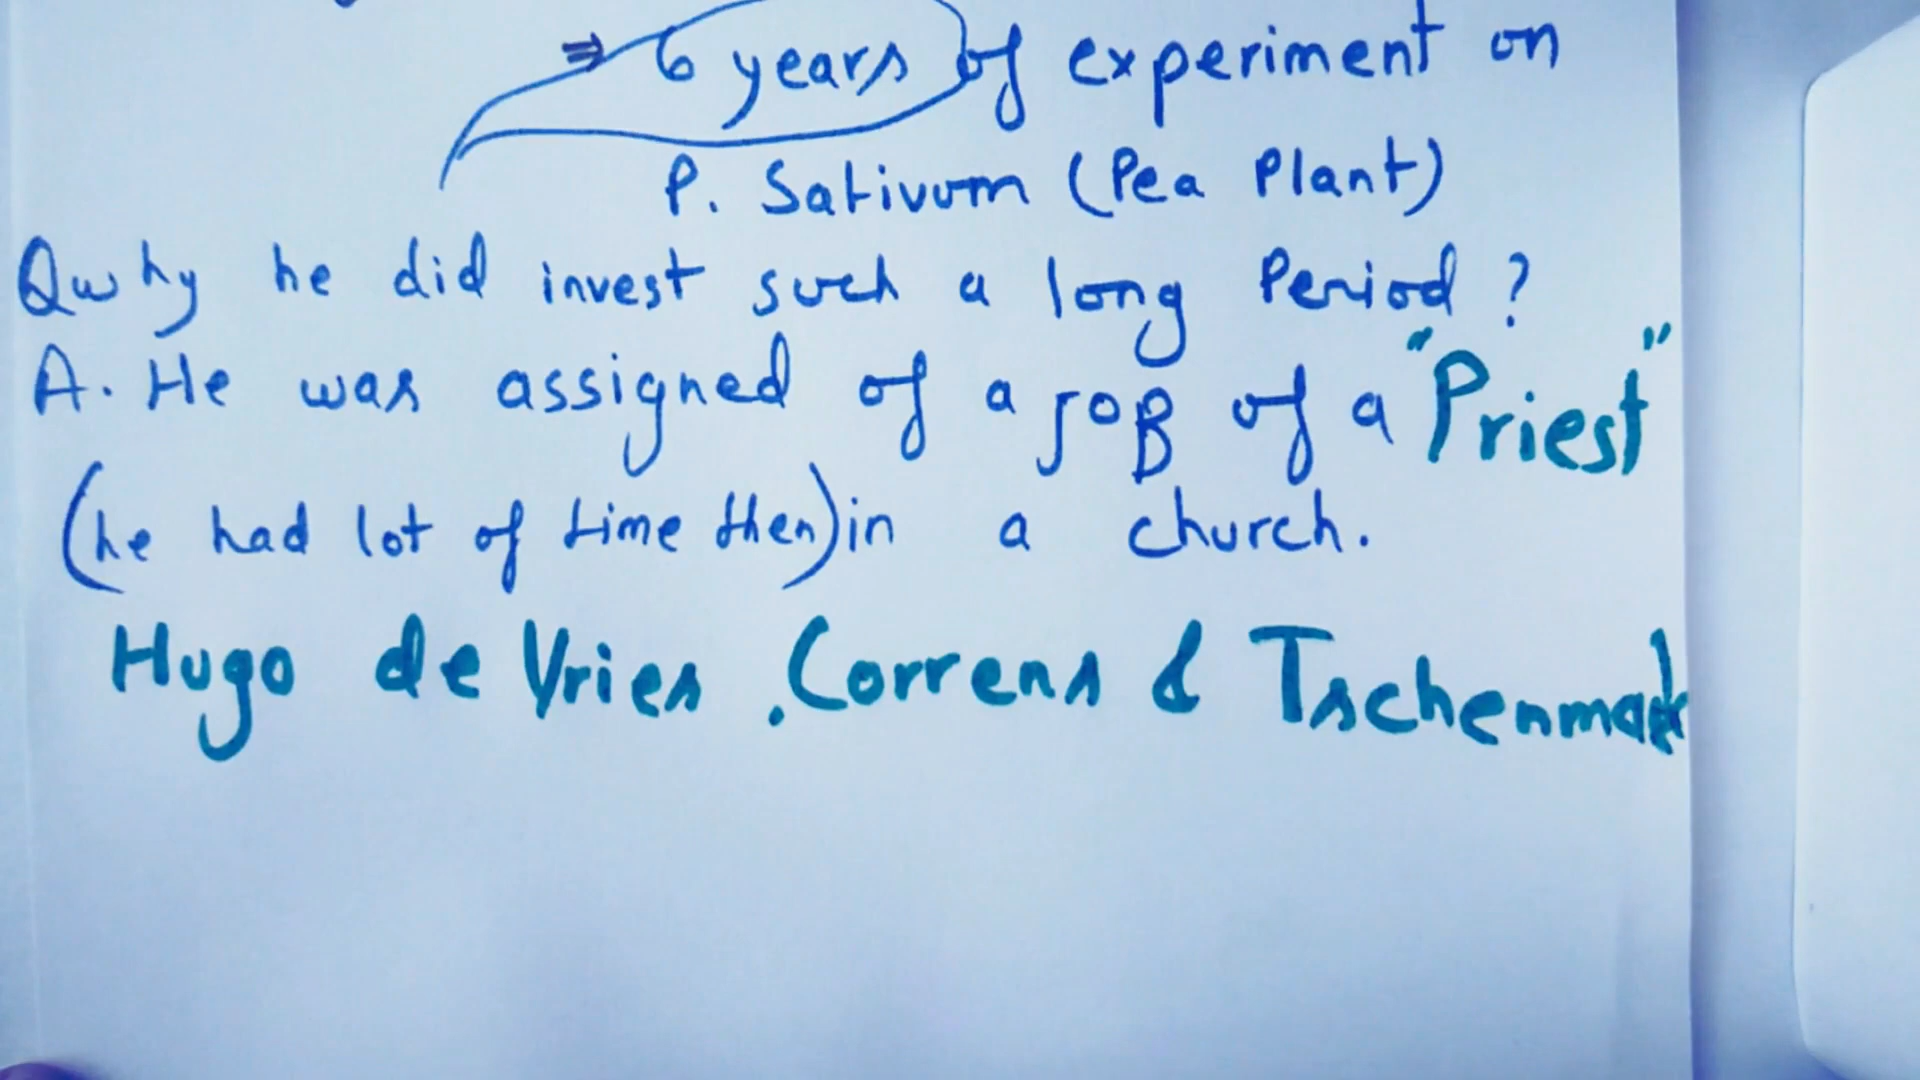 ⇒ 6 years of experiment on
P. Sativum (Pea Plant)
Q why he did invest such a long Period ?
A. He was assigned of a JOB of a "Priest"
(he had lot of time then) in a church.
Hugo de Vries, Correns & Tschenmak